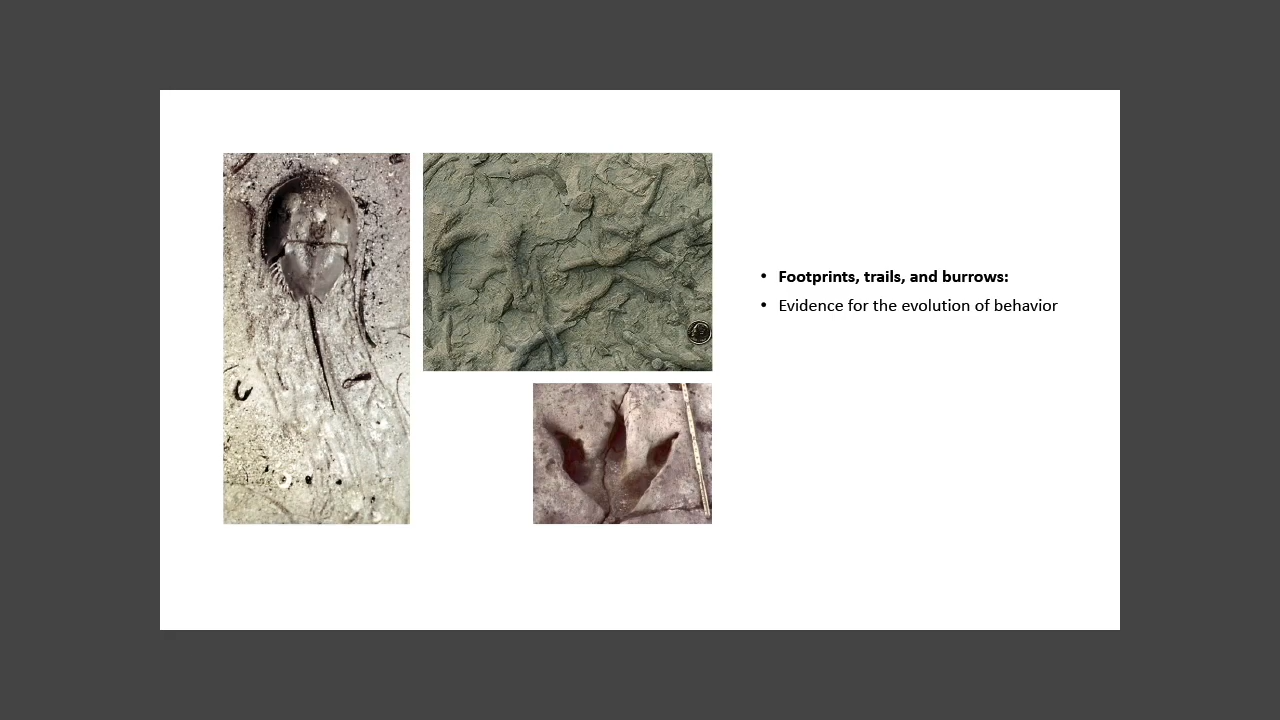 • Footprints, trails, and burrows:
• Evidence for the evolution of behavior